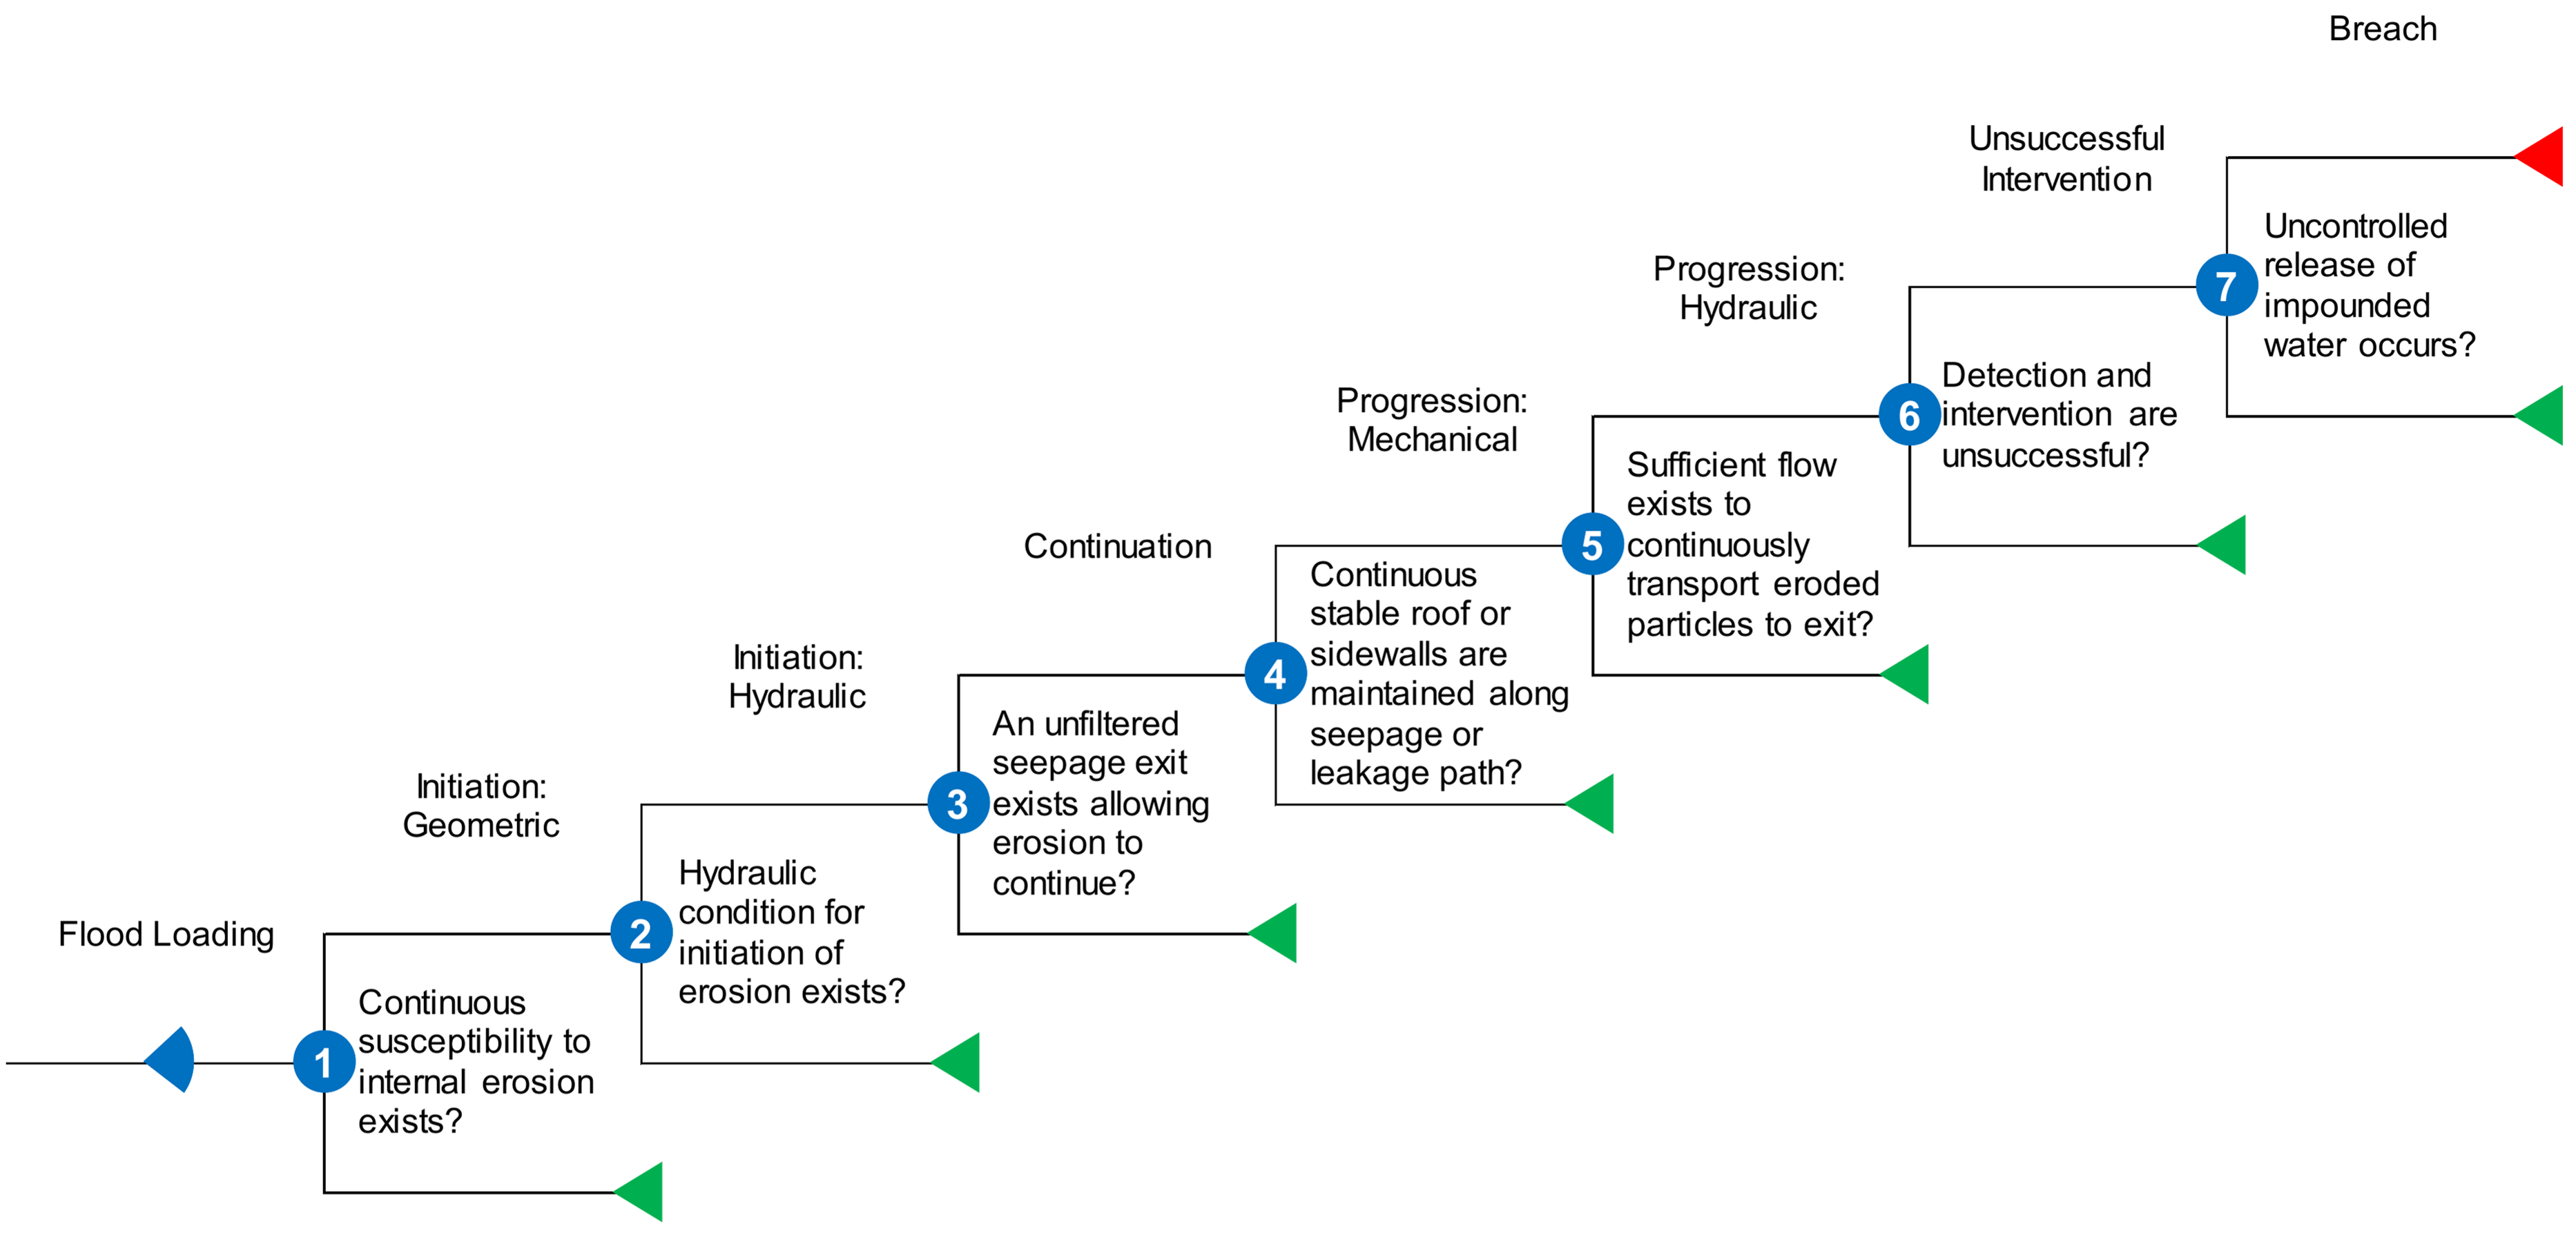 Breach
Unsuccessful
Intervention
7
Uncontrolled
release of
impounded
water occurs?
Progression:
Hydraulic
6
Detection and
intervention are
unsuccessful?
Progression:
Mechanical
5
Sufficient flow
exists to
continuously
transport eroded
particles to exit?
Continuation
4
Continuous
stable roof or
sidewalls are
maintained along
seepage or
leakage path?
Initiation:
Hydraulic
3
An unfiltered
seepage exit
exists allowing
erosion to
continue?
Initiation:
Geometric
2
Hydraulic
condition for
initiation of
erosion exists?
Flood Loading
1
Continuous
susceptibility to
internal erosion
exists?